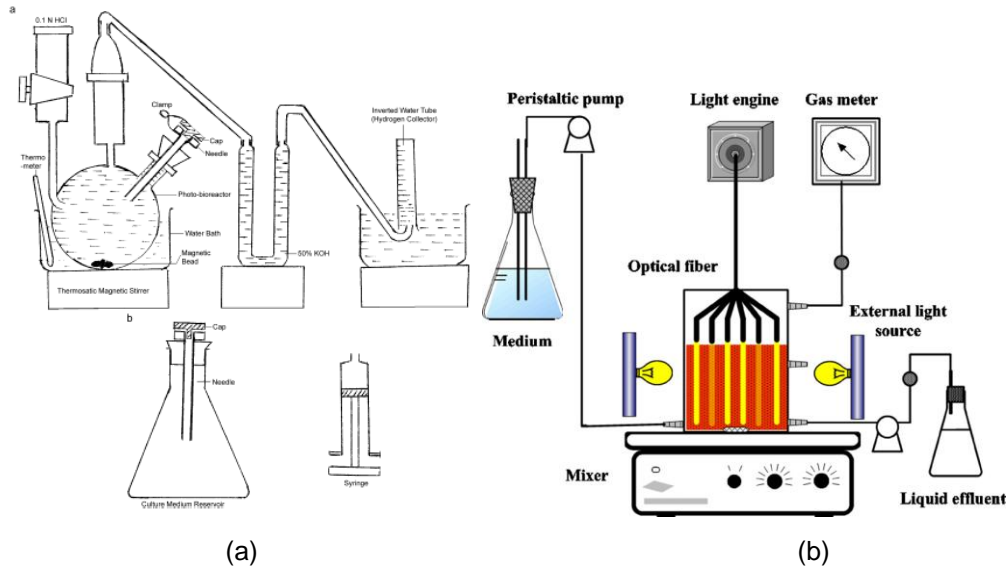 a
0.1 N HCl
Clamp
Cap
Needle
Thermo
-meter
Photo-bioreactor
Water Bath
Magnetic
Bead
Thermosatic Magnetic Stirrer
50% KOH
Inverted Water Tube
(Hydrogen Collector)
b
Cap
Needle
Culture Medium Reservoir
Syringe
(a)
Peristaltic pump
Light engine
Gas meter
Optical fiber
External light
source
Medium
Mixer
Liquid effluent
(b)